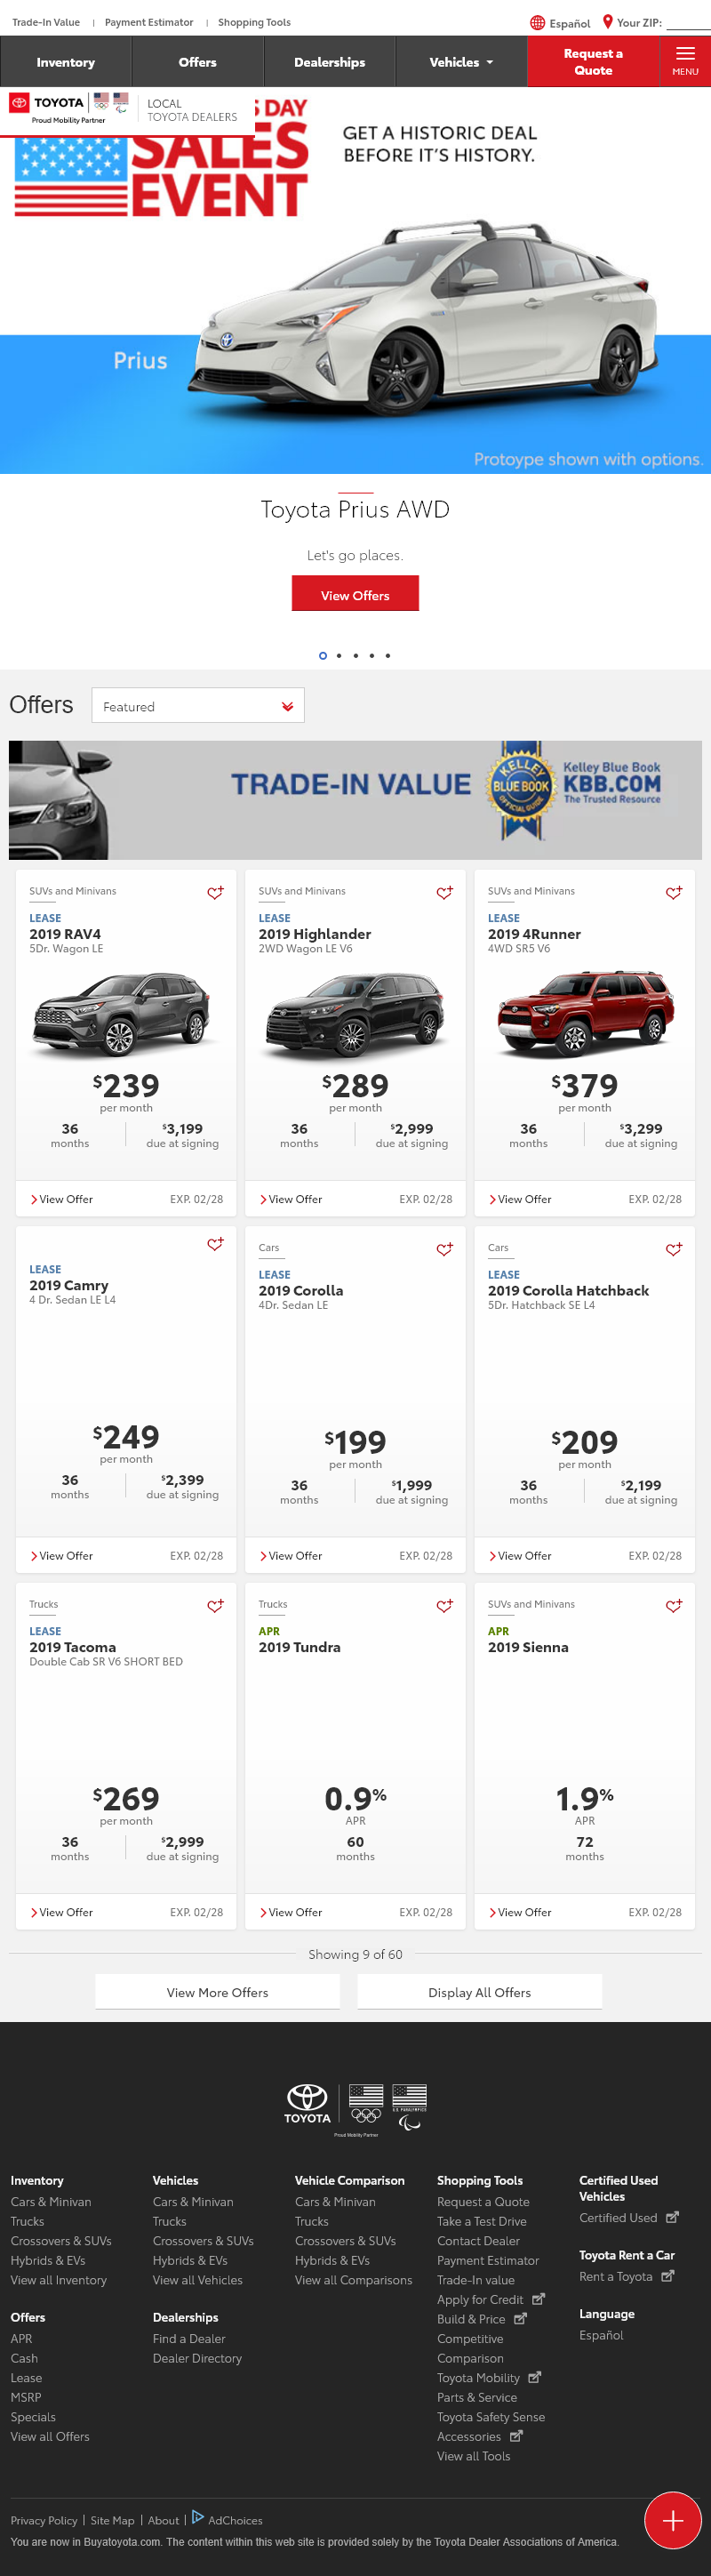 Trade-In Value | Payment Estimator | Shopping Tools
Español Your ZIP:
Inventory Offers Dealerships Vehicles Request a Quote MENU
TOYOTA LOCAL TOYOTA DEALERS
Proud Mobility Partner
S DAY
SALES
EVENT
GET A HISTORIC DEAL
BEFORE IT'S HISTORY.
Prius
Protoype shown with options.
Toyota Prius AWD
Let's go places.
View Offers
Offers Featured
TRADE-IN VALUE
KELLEY BLUE BOOK OFFICIAL GUIDE
Kelley Blue Book
KBB.COM
The Trusted Resource
SUVs and Minivans
LEASE
2019 RAV4
5Dr. Wagon LE
$239
per month
36 months
$3,199 due at signing
View Offer EXP. 02/28
SUVs and Minivans
LEASE
2019 Highlander
2WD Wagon LE V6
$289
per month
36 months
$2,999 due at signing
View Offer EXP. 02/28
SUVs and Minivans
LEASE
2019 4Runner
4WD SR5 V6
$379
per month
36 months
$3,299 due at signing
View Offer EXP. 02/28
LEASE
2019 Camry
4 Dr. Sedan LE L4
$249
per month
36 months
$2,399 due at signing
View Offer EXP. 02/28
Cars
LEASE
2019 Corolla
4Dr. Sedan LE
$199
per month
36 months
$1,999 due at signing
View Offer EXP. 02/28
Cars
LEASE
2019 Corolla Hatchback
5Dr. Hatchback SE L4
$209
per month
36 months
$2,199 due at signing
View Offer EXP. 02/28
Trucks
LEASE
2019 Tacoma
Double Cab SR V6 SHORT BED
$269
per month
36 months
$2,999 due at signing
View Offer EXP. 02/28
Trucks
APR
2019 Tundra
0.9%
APR
60
months
View Offer EXP. 02/28
SUVs and Minivans
APR
2019 Sienna
1.9%
APR
72
months
View Offer EXP. 02/28
Showing 9 of 60
View More Offers Display All Offers
TOYOTA
U.S. PARALYMPICS
Proud Mobility Partner
Inventory
Cars & Minivan
Trucks
Crossovers & SUVs
Hybrids & EVs
View all Inventory
Offers
APR
Cash
Lease
MSRP
Specials
View all Offers
Vehicles
Cars & Minivan
Trucks
Crossovers & SUVs
Hybrids & EVs
View all Vehicles
Dealerships
Find a Dealer
Dealer Directory
Vehicle Comparison
Cars & Minivan
Trucks
Crossovers & SUVs
Hybrids & EVs
View all Comparisons
Shopping Tools
Request a Quote
Take a Test Drive
Contact Dealer
Payment Estimator
Trade-In value
Apply for Credit
Build & Price
Competitive
Comparison
Toyota Mobility
Parts & Service
Toyota Safety Sense
Accessories
View all Tools
Certified Used
Vehicles
Certified Used
Toyota Rent a Car
Rent a Toyota
Language
Español
Privacy Policy | Site Map | About | AdChoices
You are now in Buyatoyota.com. The content within this web site is provided solely by the Toyota Dealer Associations of America.